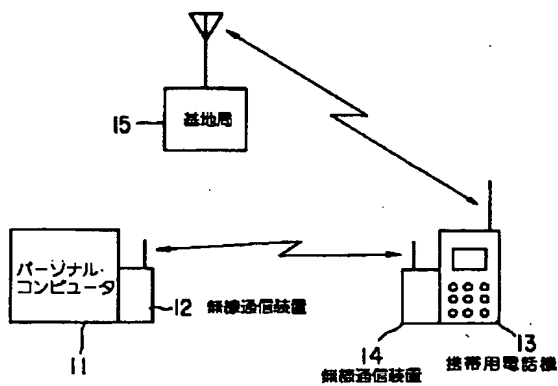 15
基地局
パーソナル・
コンピュータ
11
12 無線通信装置
14
無線通信装置
13
携帯用電話機